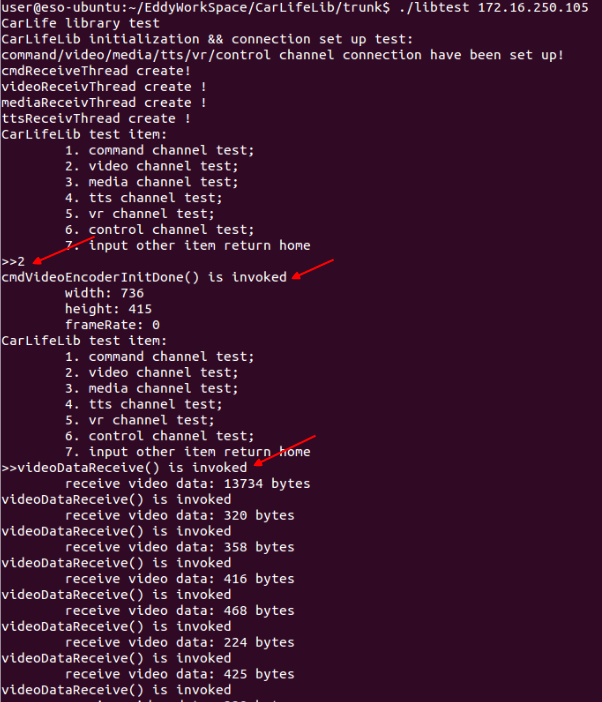 user@eso-ubuntu:~/EddyWorkSpace/CarLifeLib/trunk$ ./libtest 172.16.250.105
CarLife library test
CarLifeLib initialization && connection set up test:
command/video/media/tts/vr/control channel connection have been set up!
cmdReceiveThread create!
videoReceivThread create !
mediaReceivThread create !
ttsReceivThread create !
CarLifeLib test item:
1. command channel test;
2. video channel test;
3. media channel test;
4. tts channel test;
5. vr channel test;
6. control channel test;
7. input other item return home
>>2
cmdVideoEncoderInitDone() is invoked
width: 736
height: 415
frameRate: 0
CarLifeLib test item:
1. command channel test;
2. video channel test;
3. media channel test;
4. tts channel test;
5. vr channel test;
6. control channel test;
7. input other item return home
>>videoDataReceive() is invoked
receive video data: 13734 bytes
videoDataReceive() is invoked
receive video data: 320 bytes
videoDataReceive() is invoked
receive video data: 358 bytes
videoDataReceive() is invoked
receive video data: 416 bytes
videoDataReceive() is invoked
receive video data: 468 bytes
videoDataReceive() is invoked
receive video data: 224 bytes
videoDataReceive() is invoked
receive video data: 425 bytes
videoDataReceive() is invoked